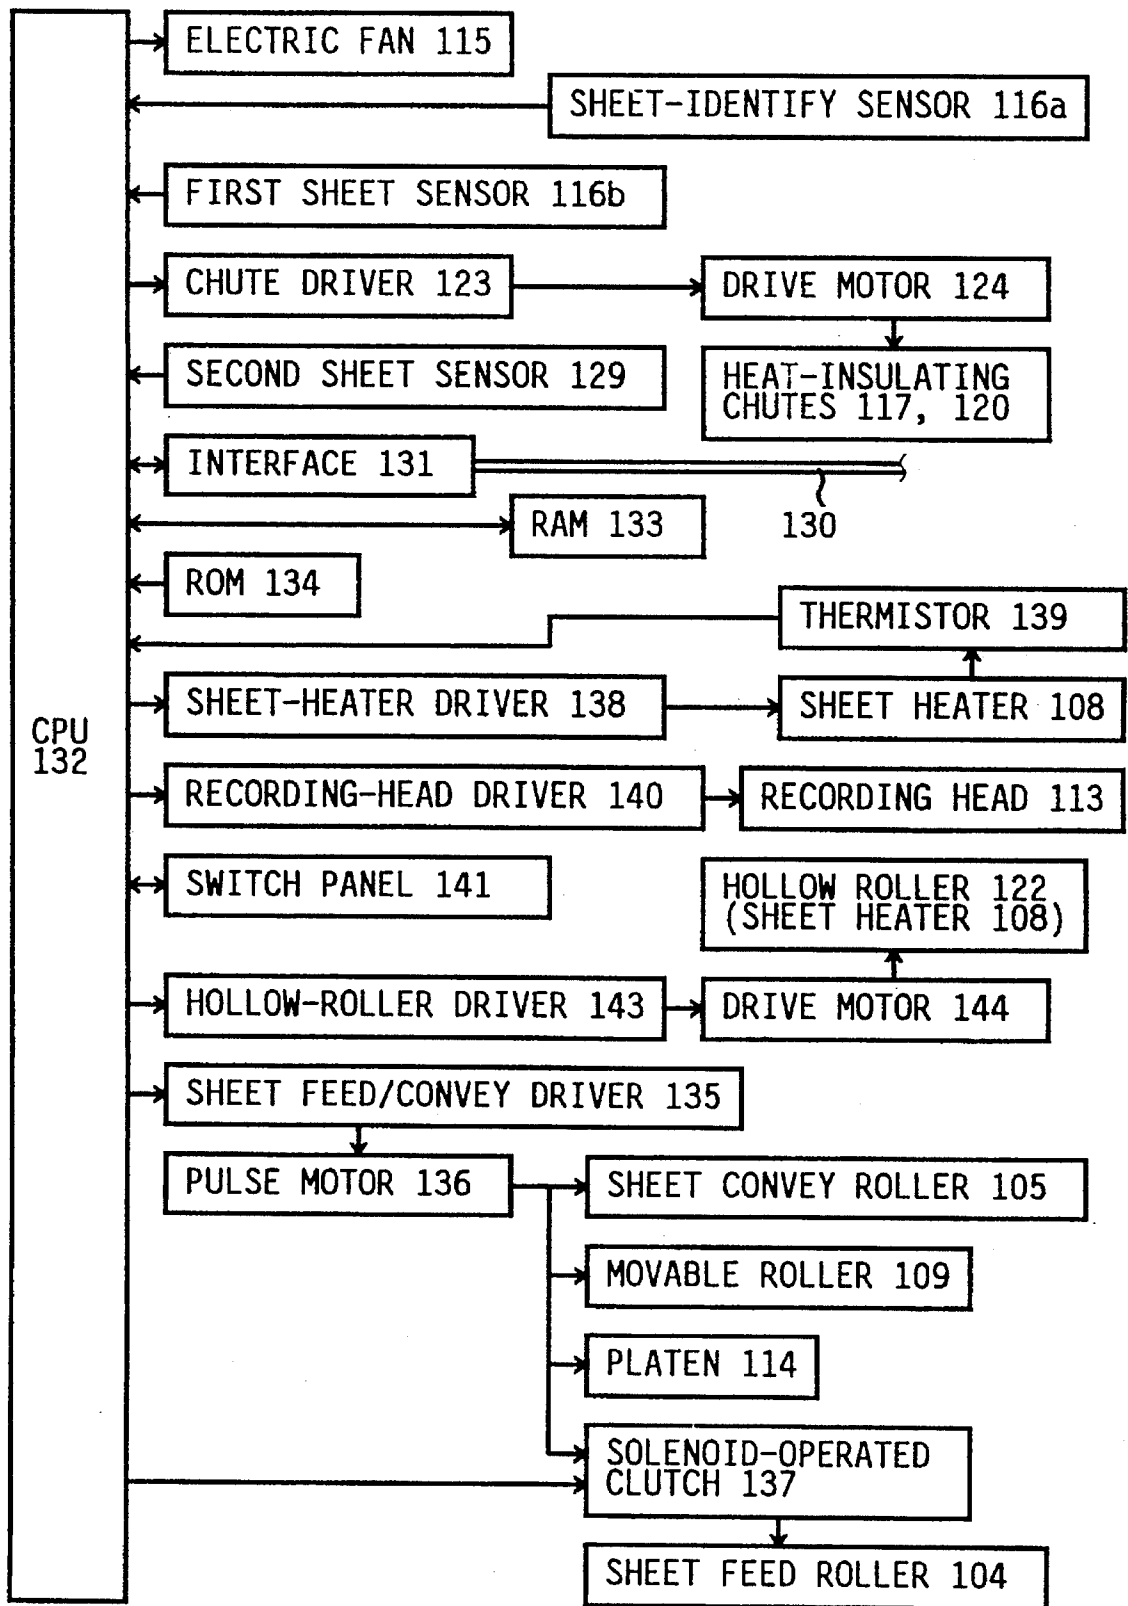 ELECTRIC FAN 115
SHEET-IDENTIFY SENSOR 116a
FIRST SHEET SENSOR 116b
CHUTE DRIVER 123
DRIVE MOTOR 124
SECOND SHEET SENSOR 129
HEAT-INSULATING
CHUTES 117, 120
INTERFACE 131
130
RAM 133
ROM 134
THERMISTOR 139
SHEET-HEATER DRIVER 138
SHEET HEATER 108
CPU
132
RECORDING-HEAD DRIVER 140
RECORDING HEAD 113
SWITCH PANEL 141
HOLLOW ROLLER 122
(SHEET HEATER 108)
HOLLOW-ROLLER DRIVER 143
DRIVE MOTOR 144
SHEET FEED/CONVEY DRIVER 135
PULSE MOTOR 136
SHEET CONVEY ROLLER 105
MOVABLE ROLLER 109
PLATEN 114
SOLENOID-OPERATED
CLUTCH 137
SHEET FEED ROLLER 104